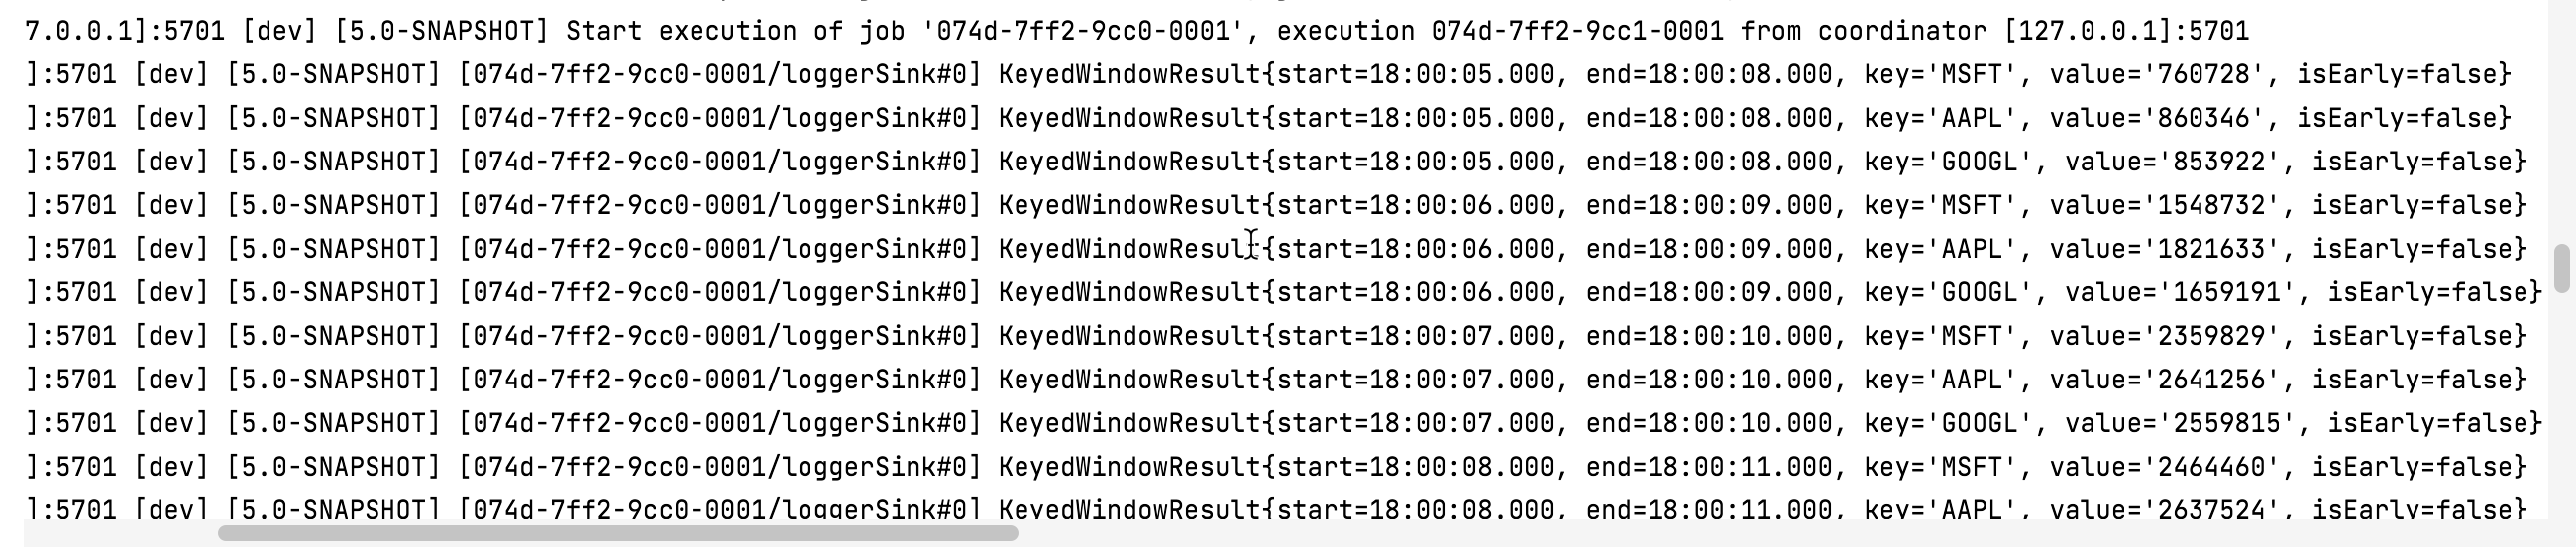 7.0.0.1]:5701 [dev] [5.0-SNAPSHOT] Start execution of job '074d-7ff2-9cc0-0001', execution 074d-7ff2-9cc1-0001 from coordinator [127.0.0.1]:5701
]:5701 [dev] [5.0-SNAPSHOT] [074d-7ff2-9cc0-0001/loggerSink#0] KeyedWindowResult{start=18:00:05.000, end=18:00:08.000, key='MSFT', value='760728', isEarly=false}
]:5701 [dev] [5.0-SNAPSHOT] [074d-7ff2-9cc0-0001/loggerSink#0] KeyedWindowResult{start=18:00:05.000, end=18:00:08.000, key='AAPL', value='860346', isEarly=false}
]:5701 [dev] [5.0-SNAPSHOT] [074d-7ff2-9cc0-0001/loggerSink#0] KeyedWindowResult{start=18:00:05.000, end=18:00:08.000, key='GOOGL', value='853922', isEarly=false}
]:5701 [dev] [5.0-SNAPSHOT] [074d-7ff2-9cc0-0001/loggerSink#0] KeyedWindowResult{start=18:00:06.000, end=18:00:09.000, key='MSFT', value='1548732', isEarly=false}
]:5701 [dev] [5.0-SNAPSHOT] [074d-7ff2-9cc0-0001/loggerSink#0] KeyedWindowResult{start=18:00:06.000, end=18:00:09.000, key='AAPL', value='1821633', isEarly=false}
]:5701 [dev] [5.0-SNAPSHOT] [074d-7ff2-9cc0-0001/loggerSink#0] KeyedWindowResult{start=18:00:06.000, end=18:00:09.000, key='GOOGL', value='1659191', isEarly=false}
]:5701 [dev] [5.0-SNAPSHOT] [074d-7ff2-9cc0-0001/loggerSink#0] KeyedWindowResult{start=18:00:07.000, end=18:00:10.000, key='MSFT', value='2359829', isEarly=false}
]:5701 [dev] [5.0-SNAPSHOT] [074d-7ff2-9cc0-0001/loggerSink#0] KeyedWindowResult{start=18:00:07.000, end=18:00:10.000, key='AAPL', value='2641256', isEarly=false}
]:5701 [dev] [5.0-SNAPSHOT] [074d-7ff2-9cc0-0001/loggerSink#0] KeyedWindowResult{start=18:00:07.000, end=18:00:10.000, key='GOOGL', value='2559815', isEarly=false}
]:5701 [dev] [5.0-SNAPSHOT] [074d-7ff2-9cc0-0001/loggerSink#0] KeyedWindowResult{start=18:00:08.000, end=18:00:11.000, key='MSFT', value='2464460', isEarly=false}
]:5701 [dev] [5.0-SNAPSHOT] [074d-7ff2-9cc0-0001/loggerSink#0] KeyedWindowResult{start=18:00:08.000, end=18:00:11.000, key='AAPL', value='2637524', isEarly=false}